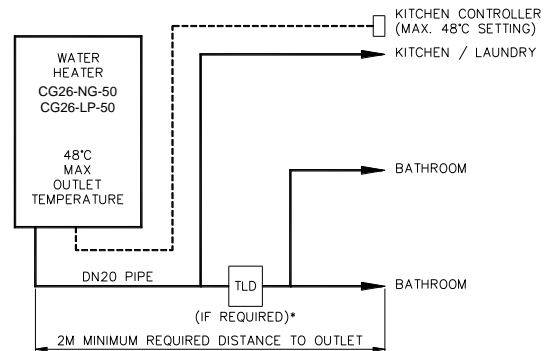 KITCHEN CONTROLLER
(MAX. 48°C SETTING)
KITCHEN / LAUNDRY
WATER
HEATER
CG26-NG-50
CG26-LP-50
48°C
MAX
OUTLET
TEMPERATURE
BATHROOM
DN20 PIPE
TLD
BATHROOM
(IF REQUIRED)*
2M MINIMUM REQUIRED DISTANCE TO OUTLET